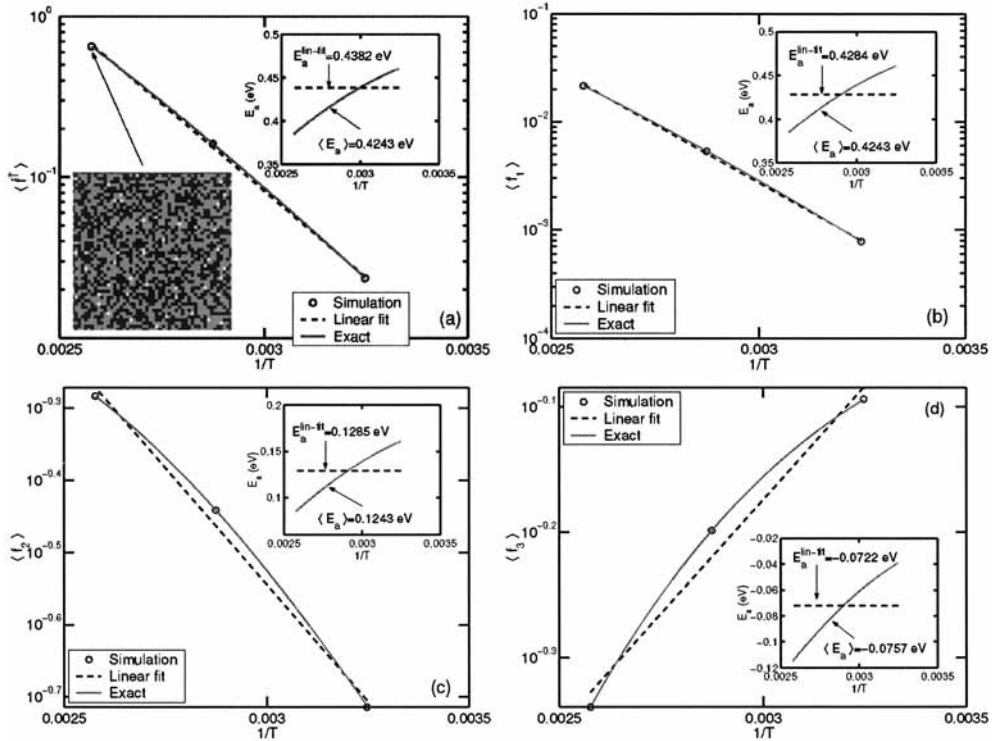 10^0
10^-1
⟨ f^T ⟩
0.0025
0.003
0.0035
1/T
Simulation
Linear fit
Exact
(a)
0.5
0.45
0.4
0.35
E_a (eV)
E_a^lin-fit=0.4382 eV
⟨ E_a ⟩=0.4243 eV
0.0025
0.003
0.0035
1/T
10^-1
10^-2
10^-3
10^-4
⟨ f_1 ⟩
0.0025
0.003
0.0035
1/T
Simulation
Linear fit
Exact
(b)
0.5
0.45
0.4
0.35
E_a (eV)
E_a^lin-fit=0.4284 eV
⟨ E_a ⟩=0.4243 eV
0.0025
0.003
0.0035
1/T
10^-0.3
10^-0.4
10^-0.5
10^-0.6
10^-0.7
⟨ f_2 ⟩
0.0025
0.003
0.0035
1/T
Simulation
Linear fit
Exact
(c)
0.2
0.15
0.1
0.05
E_a (eV)
E_a^lin-fit=0.1285 eV
⟨ E_a ⟩=0.1243 eV
0.0025
0.003
0.0035
1/T
10^-0.1
10^-0.2
10^-0.3
⟨ f_3 ⟩
0.0025
0.003
0.0035
1/T
Simulation
Linear fit
Exact
(d)
−0.02
−0.04
−0.06
−0.08
−0.1
−0.12
E_a (eV)
E_a^lin-fit=−0.0722 eV
⟨ E_a ⟩=−0.0757 eV
0.0025
0.003
0.0035
1/T